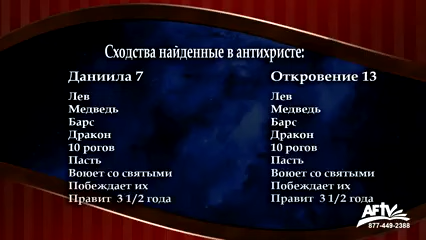 Сходства найденные в антихристе:
Даниила 7
Лев
Медведь
Барс
Дракон
10 рогов
Пасть
Воюет со святыми
Побеждает их
Правит 3 1/2 года
Откровение 13
Лев
Медведь
Барс
Дракон
10 рогов
Пасть
Воюет со святыми
Побеждает их
Правит 3 1/2 года
AFtv
877-449-2388